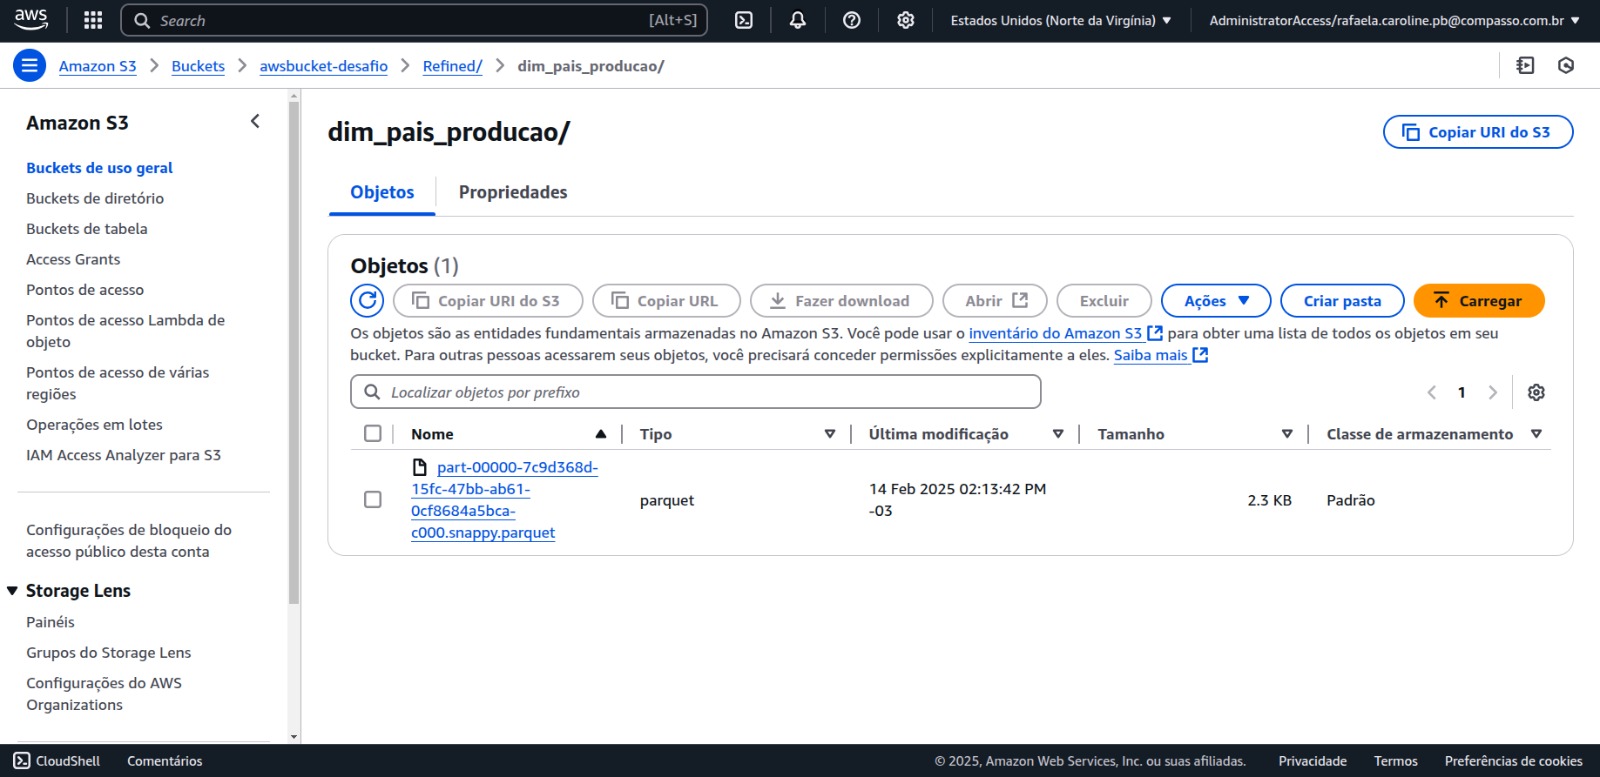 aws
Search [Alt+S]
Estados Unidos (Norte da Virgínia)
AdministratorAccess/rafaela.caroline.pb@compasso.com.br
Amazon S3 > Buckets > awsbucket-desafio > Refined/ > dim_pais_producao/
Amazon S3
Buckets de uso geral
Buckets de diretório
Buckets de tabela
Access Grants
Pontos de acesso
Pontos de acesso Lambda de
objeto
Pontos de acesso de várias
regiões
Operações em lotes
IAM Access Analyzer para S3
Configurações de bloqueio do
acesso público desta conta
Storage Lens
Painéis
Grupos do Storage Lens
Configurações do AWS
Organizations
dim_pais_producao/
Copiar URI do S3
Objetos
Propriedades
Objetos (1)
Copiar URI do S3
Copiar URL
Fazer download
Abrir
Excluir
Ações
Criar pasta
Carregar
Os objetos são as entidades fundamentais armazenadas no Amazon S3. Você pode usar o inventário do Amazon S3 para obter uma lista de todos os objetos em seu
bucket. Para outras pessoas acessarem seus objetos, você precisará conceder permissões explicitamente a eles. Saiba mais
Localizar objetos por prefixo
1
Nome
Tipo
Última modificação
Tamanho
Classe de armazenamento
part-00000-7c9d368d-
15fc-47bb-ab61-
0cf8684a5bca-
c000.snappy.parquet
parquet
14 Feb 2025 02:13:42 PM
-03
2.3 KB
Padrão
CloudShell
Comentários
© 2025, Amazon Web Services, Inc. ou suas afiliadas.
Privacidade
Termos
Preferências de cookies